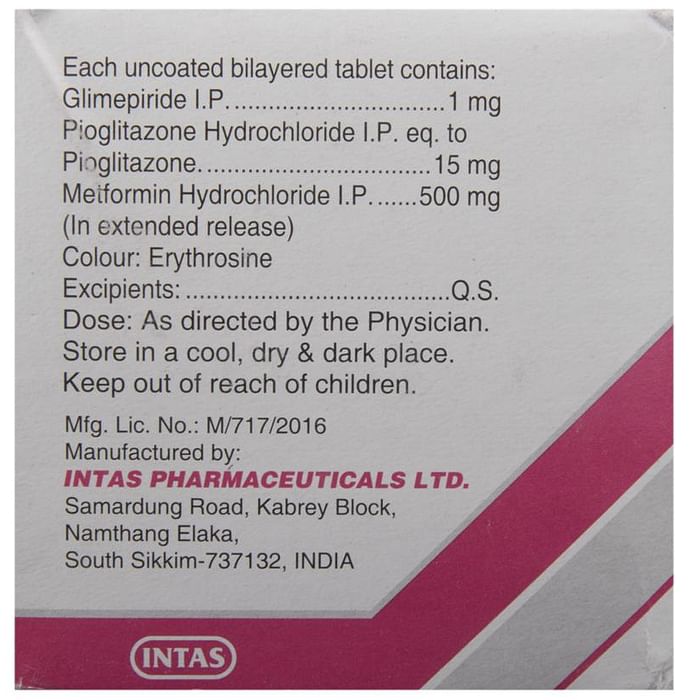 Each uncoated bilayered tablet contains:
Glimepiride I.P..............................1 mg
Pioglitazone Hydrochloride I.P. eq. to
Pioglitazone................................15 mg
Metformin Hydrochloride I.P.......500 mg
(In extended release)
Colour: Erythrosine
Excipients:.....................................Q.S.
Dose: As directed by the Physician.
Store in a cool, dry & dark place.
Keep out of reach of children.
Mfg. Lic. No.: M/717/2016
Manufactured by:
INTAS PHARMACEUTICALS LTD.
Samardung Road, Kabrey Block,
Namthang Elaka,
South Sikkim-737132, INDIA
INTAS